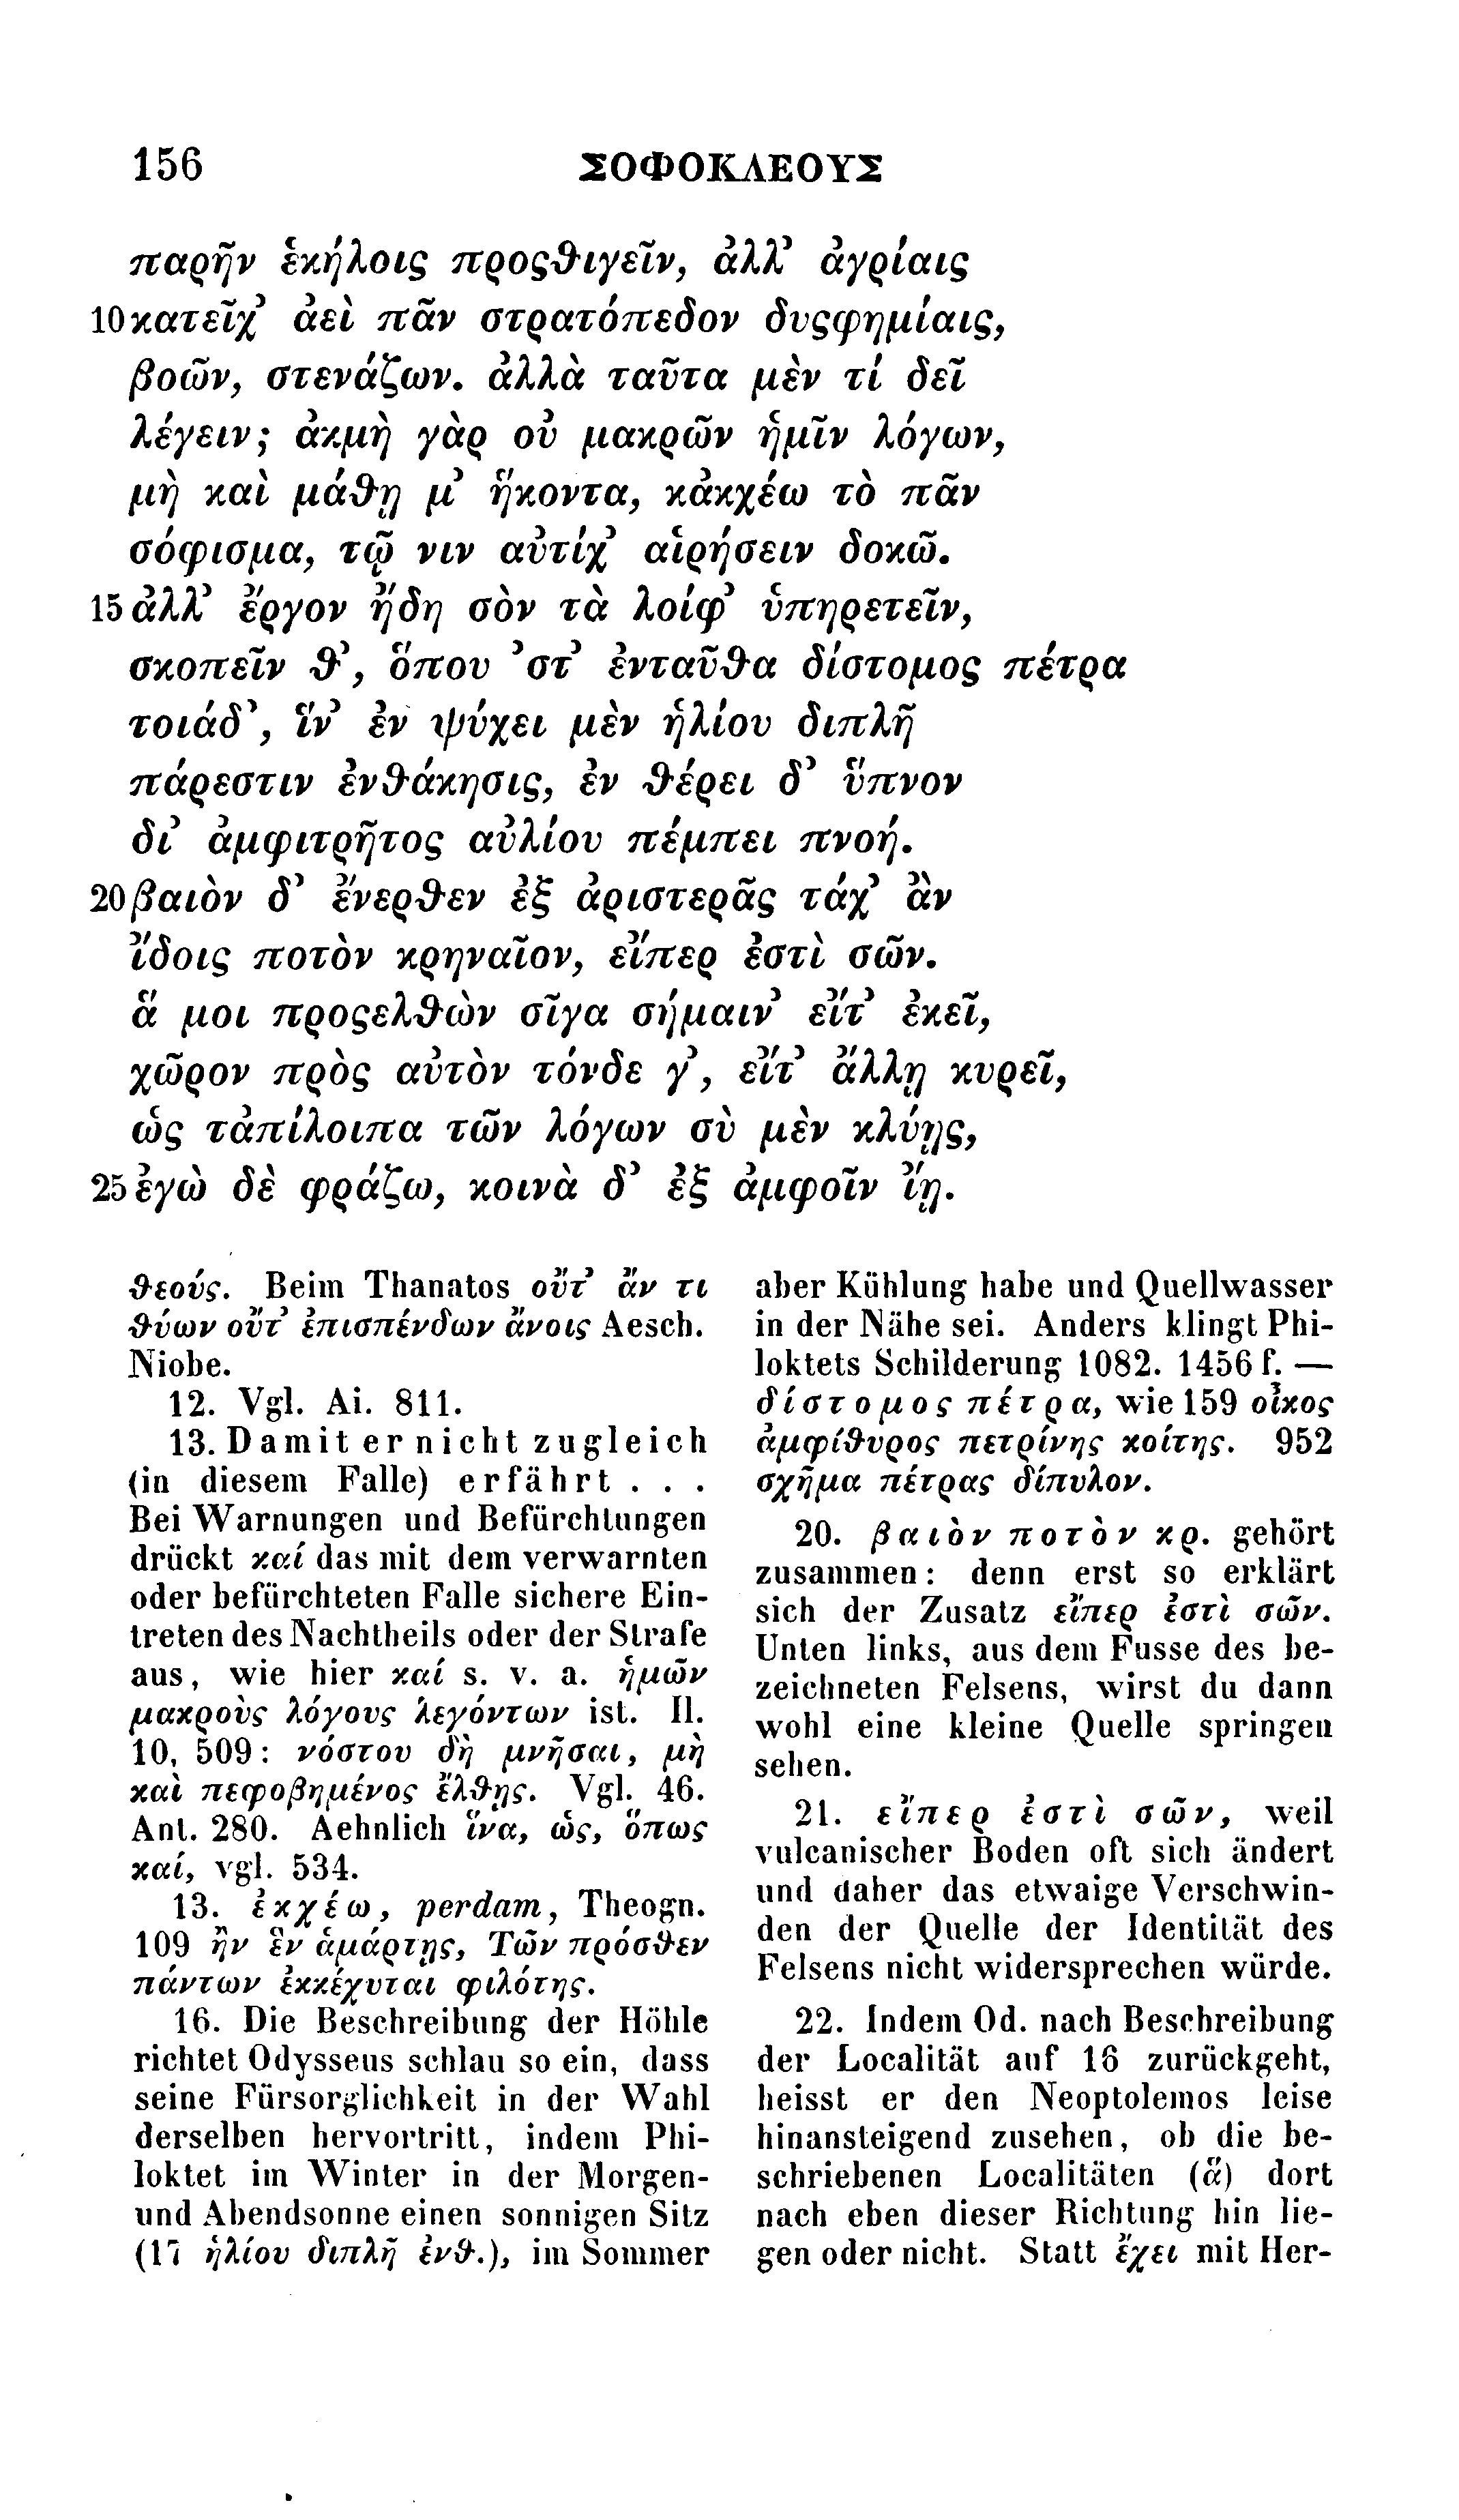 156 ΣΟΦΟΚΛΕΟΥΣ
παρῆν ἑκήλοις προςθιγεῖν, ἀλλ’ ἀγρίαις
10 κατεῖχ’ ἀεὶ πᾶν στρατόπεδον δυςφημίαις,
βοῶν, στενάζων. ἀλλὰ ταῦτα μὲν τί δεῖ
λέγειν; ἀκμὴ γὰρ οὐ μακρῶν ἡμῖν λόγων,
μὴ καὶ μάθῃ μ’ ἥκοντα, κἀκχέω τὸ πᾶν
σόφισμα, τῷ νιν αὐτίχ’ αἱρήσειν δοκῶ.
15 ἀλλ’ ἔργον ἤδη σὸν τὰ λοίφ’ ὑπηρετεῖν,
σκοπεῖν θ’, ὅπου ’στ’ ἐνταῦθα δίστομος πέτρα
τοιάδ’, ἵν’ ἐν ψύχει μὲν ἡλίου διπλῆ
πάρεστιν ἐνθάκησις, ἐν θέρει δ’ ὕπνον
δι’ ἀμφιτρῆτος αὐλίου πέμπει πνοή.
20 βαιὸν δ’ ἔνερθεν ἐξ ἀριστερᾶς τάχ’ ἂν
ἴδοις ποτὸν κρηναῖον, εἴπερ ἐστὶ σῶν.
ἅ μοι προςελθὼν σῖγα σήμαιν’ εἴτ’ ἐκεῖ,
χῶρον πρὸς αὐτὸν τόνδε γ’, εἴτ’ ἄλλῃ κυρεῖ,
ὡς τἀπίλοιπα τῶν λόγων σὺ μὲν κλύῃς,
25 ἐγὼ δὲ φράζω, κοινὰ δ’ ἐξ ἀμφοῖν ἴῃ.
θεούς. Beim Thanatos οὔτ’ ἄν τι
θύων οὔτ’ ἐπισπένδων ἄνοις Aesch.
Niobe.
12. Vgl. Ai. 811.
13. Damit er nicht zugleich
(in diesem Falle) erfährt . . .
Bei Warnungen und Befürchtungen
drückt καί das mit dem verwarnten
oder befürchteten Falle sichere Ein-
treten des Nachtheils oder der Strafe
aus, wie hier καί s. v. a. ἡμῶν
μακροὺς λόγους λεγόντων ist. Il.
10, 509: νόστου δὴ μνῆσαι, μὴ
καὶ πεφοβημένος ἔλθῃς. Vgl. 46.
Ant. 280. Aehnlich ἵνα, ὡς, ὅπως
καί, vgl. 534.
13. ἐκχέω, perdam, Theogn.
109 ἢν ἓν ἁμάρτῃς, Τῶν πρόσθεν
πάντων ἐκκέχυται φιλότης.
16. Die Beschreibung der Höhle
richtet Odysseus schlau so ein, dass
seine Fürsorglichkeit in der Wahl
derselben hervortritt, indem Phi-
loktet im Winter in der Morgen-
und Abendsonne einen sonnigen Sitz
(17 ἡλίου διπλῆ ἐνθ.), im Sommer
aber Kühlung habe und Quellwasser
in der Nähe sei. Anders klingt Phi-
loktets Schilderung 1082. 1456 f. —
δίστομος πέτρα, wie 159 οἶκος
ἀμφίθυρος πετρίνης κοίτης. 952
σχῆμα πέτρας δίπυλον.
20. βαιὸν ποτὸν κρ. gehört
zusammen: denn erst so erklärt
sich der Zusatz εἴπερ ἐστὶ σῶν.
Unten links, aus dem Fusse des be-
zeichneten Felsens, wirst du dann
wohl eine kleine Quelle springen
sehen.
21. εἴπερ ἐστὶ σῶν, weil
vulcanischer Boden oft sich ändert
und daher das etwaige Verschwin-
den der Quelle der Identität des
Felsens nicht widersprechen würde.
22. Indem Od. nach Beschreibung
der Localität auf 16 zurückgeht,
heisst er den Neoptolemos leise
hinansteigend zusehen, ob die be-
schriebenen Localitäten (ἅ) dort
nach eben dieser Richtung hin lie-
gen oder nicht. Statt ἔχει mit Her-